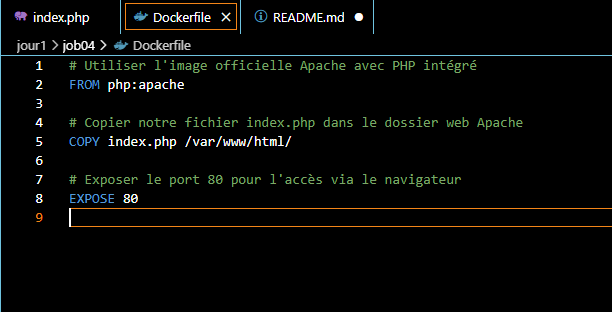 index.php Dockerfile README.md
jour1 > job04 > Dockerfile
1 # Utiliser l'image officielle Apache avec PHP intégré
2 FROM php:apache
3
4 # Copier notre fichier index.php dans le dossier web Apache
5 COPY index.php /var/www/html/
6
7 # Exposer le port 80 pour l'accès via le navigateur
8 EXPOSE 80
9